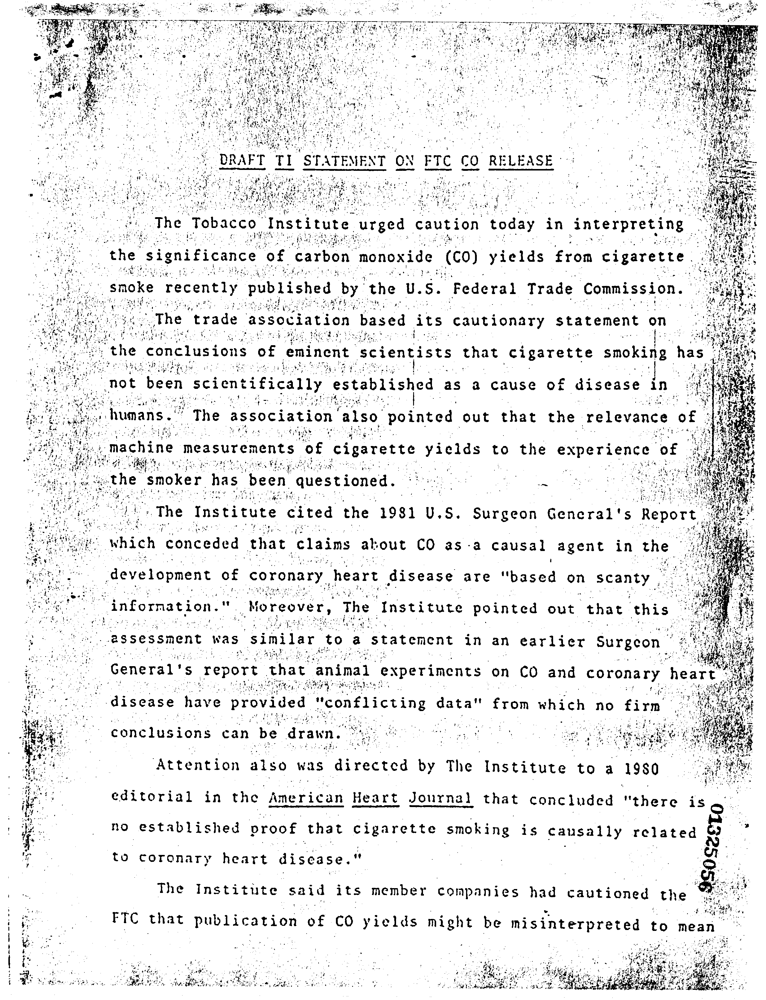 DRAFT TI STATEMENT ON FTC CO RELEASE
The Tobacco Institute urged caution today in interpreting
the significance of carbon monoxide (CO) yields from cigarette
smoke recently published by the U.S. Federal Trade Commission.
The trade association based its cautionary statement on
the conclusions of eminent scientists that cigarette smoking has
not been scientifically established as a cause of disease in
humans. The association also pointed out that the relevance of
machine measurements of cigarette yields to the experience of
the smoker has been questioned.
The Institute cited the 1981 U.S. Surgeon General's Report
which conceded that claims about CO as a causal agent in the
development of coronary heart disease are "based on scanty
information." Moreover, The Institute pointed out that this
assessment was similar to a statement in an earlier Surgeon
General's report that animal experiments on CO and coronary heart
disease have provided "conflicting data" from which no firm
conclusions can be drawn.
Attention also was directed by The Institute to a 1980
editorial in the American Heart Journal that concluded "there is
no established proof that cigarette smoking is causally related
to coronary heart disease."
The Institute said its member companies had cautioned the
FTC that publication of CO yields might be misinterpreted to mean
01325056